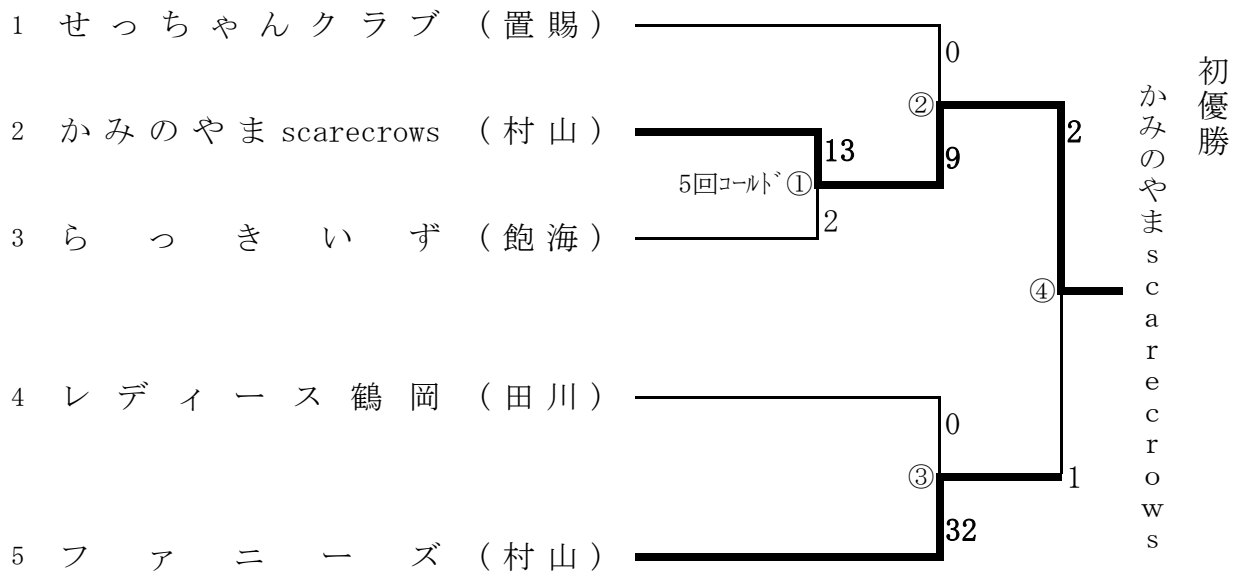 1 せっちゃんクラブ (置賜)
0
初優勝
かみのやまscarecrows
②
2
2 かみのやまscarecrows (村山)
13
9
5回コールド ①
2
3 らっきいず (飽海)
④
4 レディース鶴岡 (田川)
0
③
1
32
5 ファニーズ (村山)